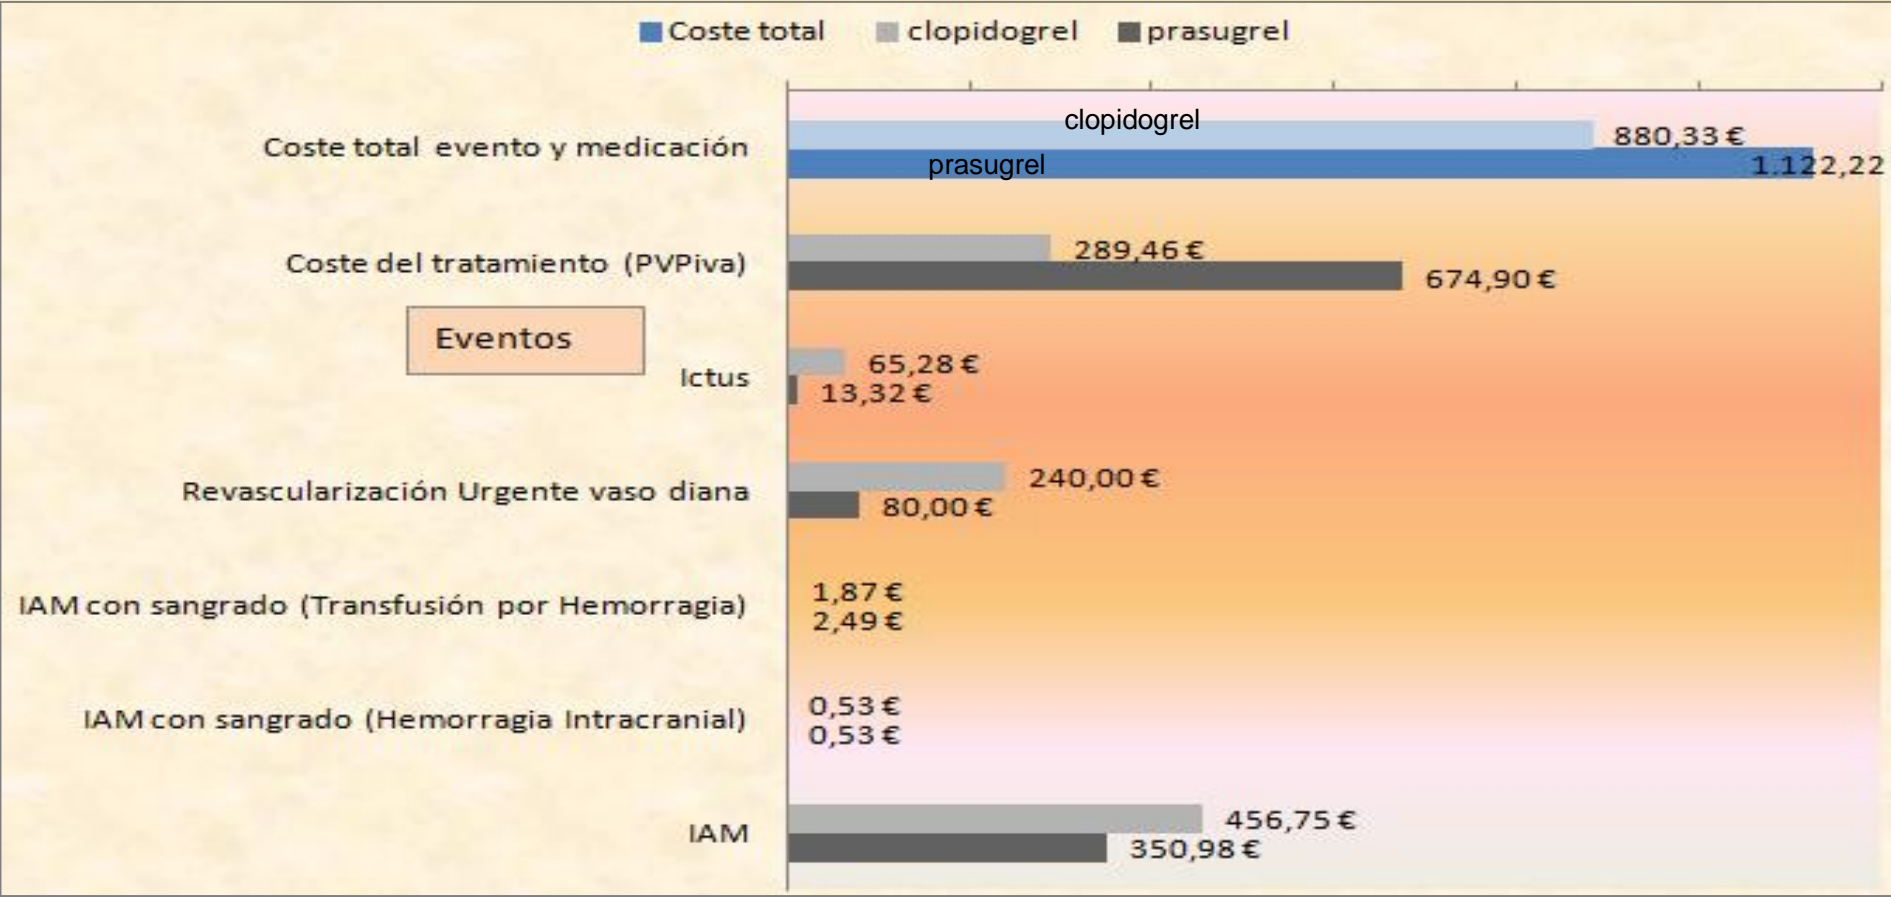 Coste total clopidogrel prasugrel
Coste total evento y medicación
clopidogrel
880,33 €
prasugrel
1.122,22
Coste del tratamiento (PVPiva)
289,46 €
674,90 €
Eventos
Ictus
65,28 €
13,32 €
Revascularización Urgente vaso diana
240,00 €
80,00 €
IAM con sangrado (Transfusión por Hemorragia)
1,87 €
2,49 €
IAM con sangrado (Hemorragia Intracranial)
0,53 €
0,53 €
IAM
456,75 €
350,98 €